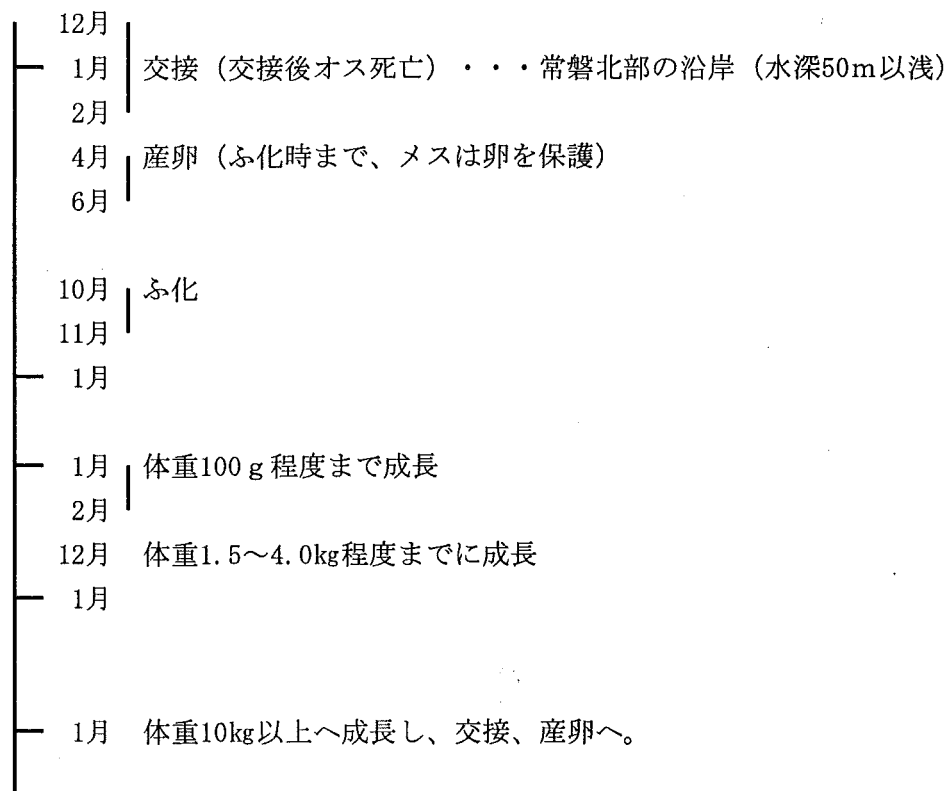 12月
1月 交接（交接後オス死亡）・・・常磐北部の沿岸（水深50m以浅）
2月
4月 産卵（ふ化時まで、メスは卵を保護）
6月
10月 ふ化
11月
1月
1月 体重100g程度まで成長
2月
12月 体重1.5～4.0kg程度までに成長
1月
1月 体重10kg以上へ成長し、交接、産卵へ。